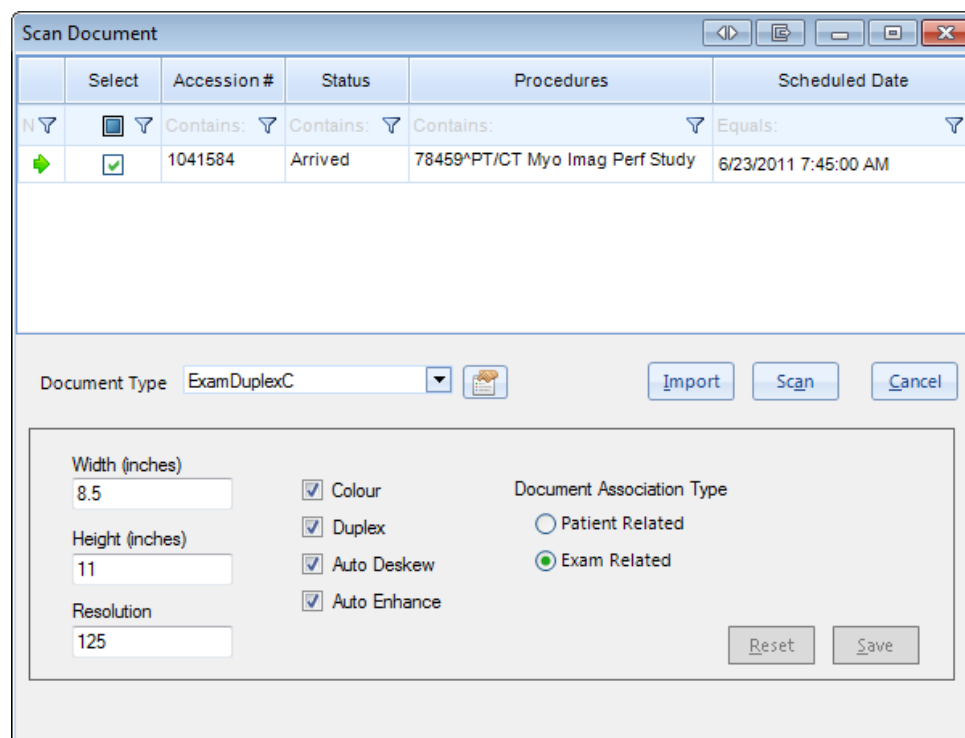 Scan Document
Select Accession # Status Procedures Scheduled Date
N Contains: Contains: Contains: Equals:
1041584 Arrived 78459^PT/CT Myo Imag Perf Study 6/23/2011 7:45:00 AM
Document Type ExamDuplexC Import Scan Cancel
Width (inches)
8.5 Colour Document Association Type
Duplex Patient Related
Height (inches)
11 Auto Deskew Exam Related
Resolution Auto Enhance
125
Reset Save